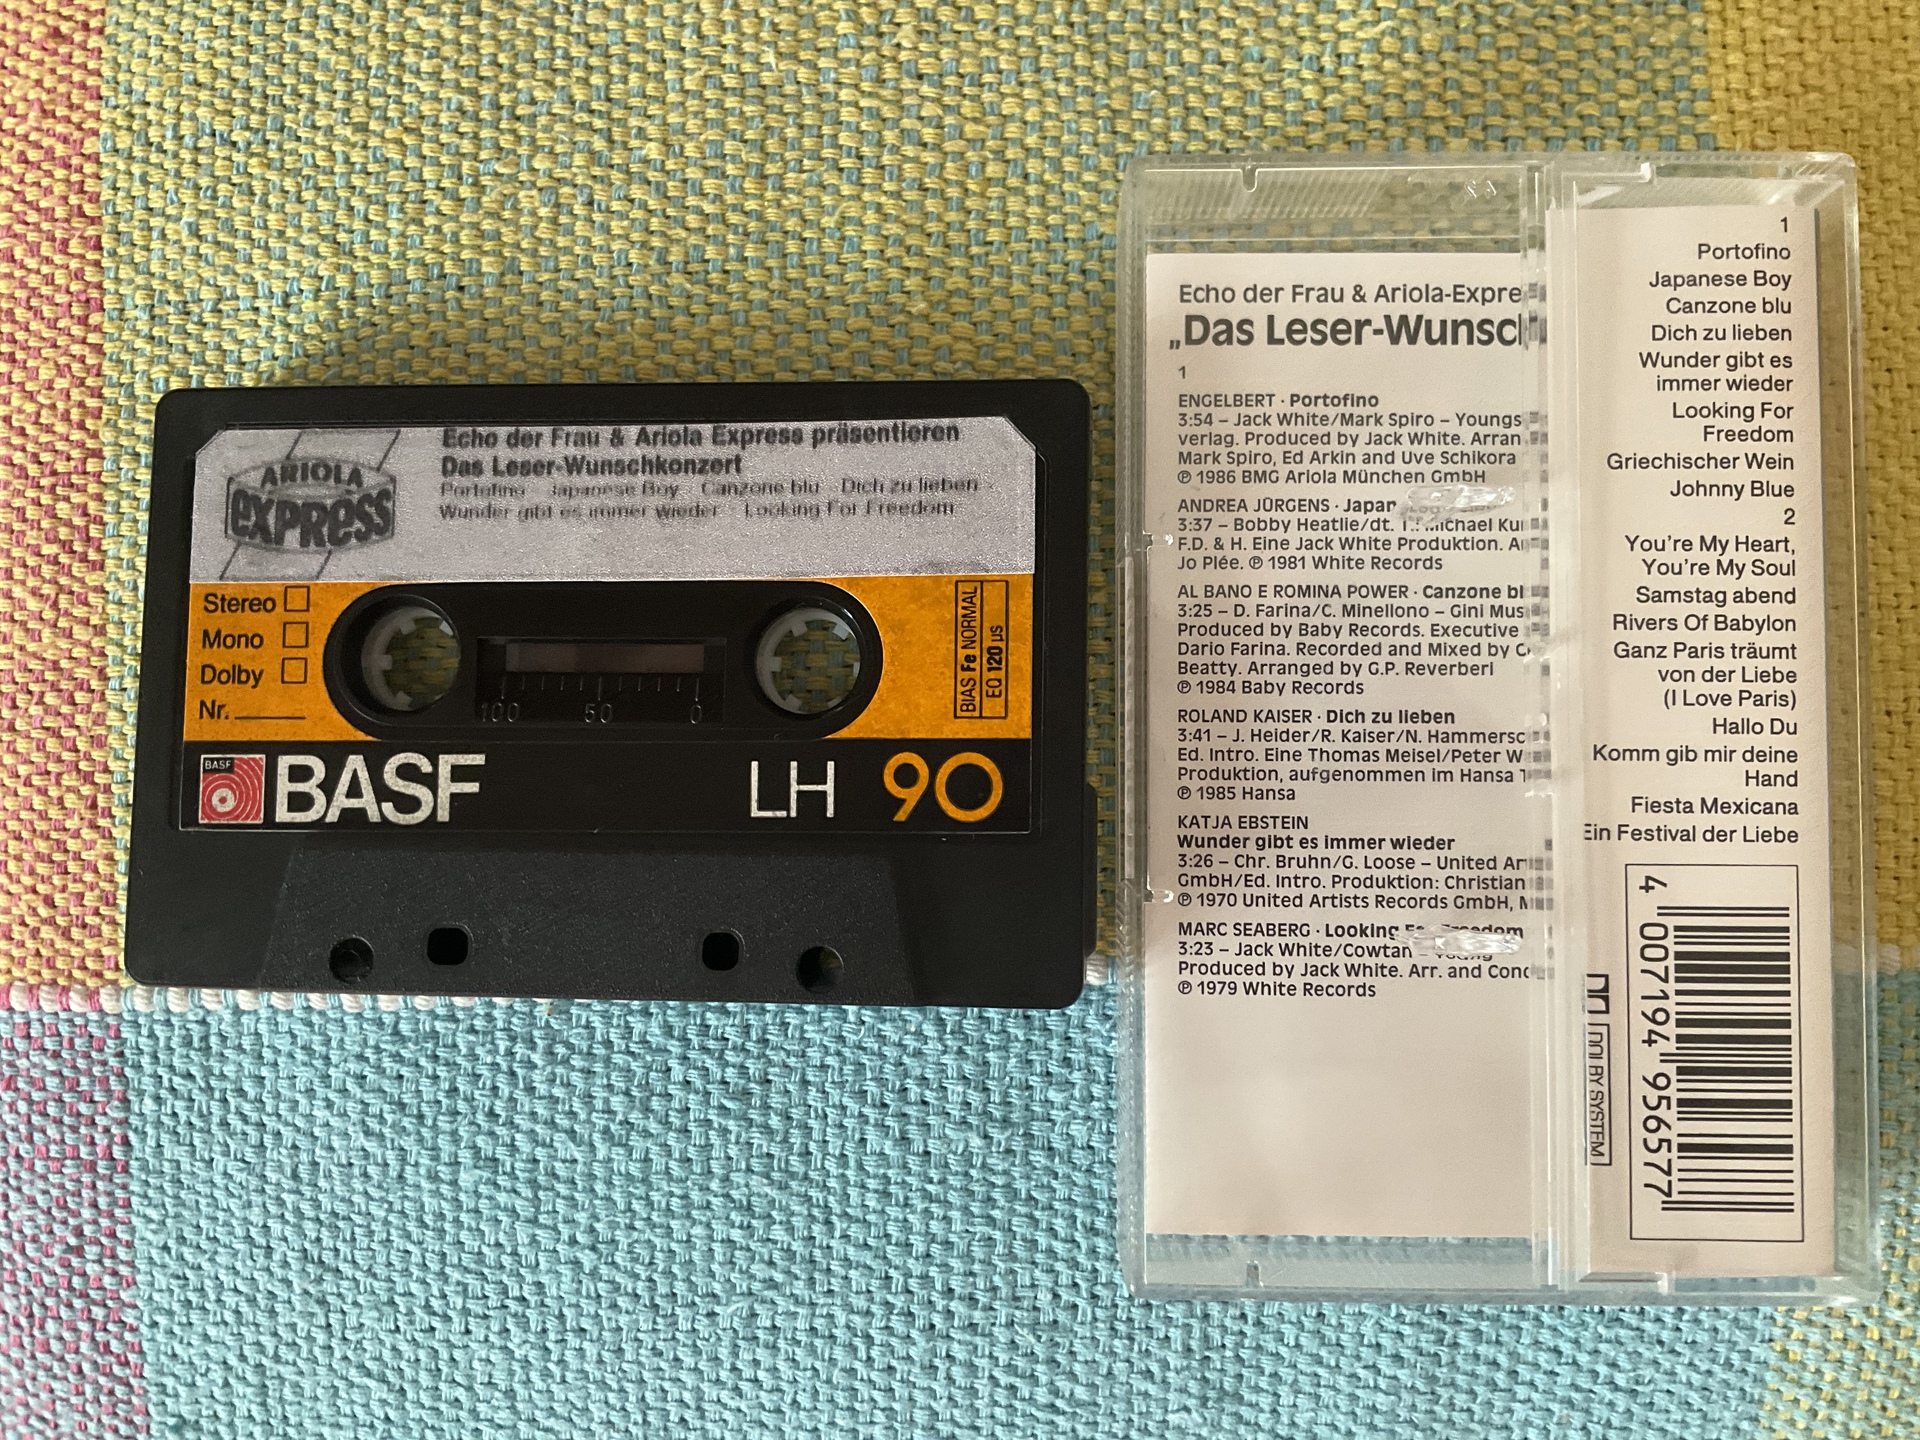 ARIOLA
express
Echo der Frau & Ariola Express präsentieren
Das Leser-Wunschkonzert
Portofino Japanese Boy Canzone blu Dich zu lieben
Wunder gibt es immer wieder Looking For Freedom
Stereo
Mono
Dolby
Nr.
100 50 0
BIAS Fe NORMAL
EQ 120 µs
BASF
BASF
LH 90
Echo der Frau & Ariola-Expre
„Das Leser-Wunsch
1
ENGELBERT · Portofino
3:54 – Jack White/Mark Spiro – Youngs
verlag. Produced by Jack White. Arran
Mark Spiro, Ed Arkin and Uve Schikora
℗ 1986 BMG Ariola München GmbH
ANDREA JÜRGENS · Japan
3:37 – Bobby Heatlie/dt. Michael Ku
F.D. & H. Eine Jack White Produktion. A
Jo Plée. ℗ 1981 White Records
AL BANO E ROMINA POWER · Canzone bl
3:25 – D. Farina/C. Minellono – Gini Mus
Produced by Baby Records. Executive
Dario Farina. Recorded and Mixed by
Beatty. Arranged by G.P. Reverberi
℗ 1984 Baby Records
ROLAND KAISER · Dich zu lieben
3:41 – J. Heider/R. Kaiser/N. Hammersc
Ed. Intro. Eine Thomas Meisel/Peter W
Produktion, aufgenommen im Hansa
℗ 1985 Hansa
KATJA EBSTEIN
Wunder gibt es immer wieder
3:26 – Chr. Bruhn/G. Loose – United Ar
GmbH/Ed. Intro. Produktion: Christian
℗ 1970 United Artists Records GmbH, M
MARC SEABERG · Looking For Freedom
3:23 – Jack White/Cowtan – Young
Produced by Jack White. Arr. and Cond
℗ 1979 White Records
1
Portofino
Japanese Boy
Canzone blu
Dich zu lieben
Wunder gibt es
immer wieder
Looking For
Freedom
Griechischer Wein
Johnny Blue
2
You're My Heart,
You're My Soul
Samstag abend
Rivers Of Babylon
Ganz Paris träumt
von der Liebe
(I Love Paris)
Hallo Du
Komm gib mir deine
Hand
Fiesta Mexicana
Ein Festival der Liebe
BY SYSTEM
4 007194 956577